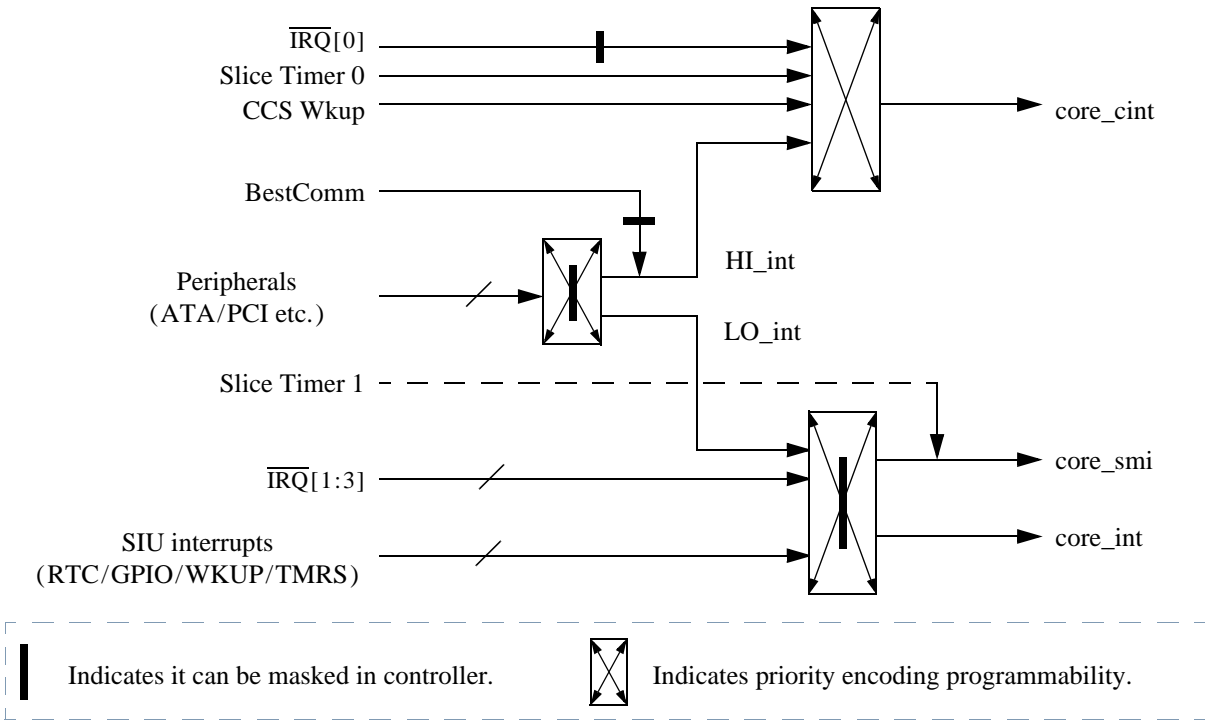 IRQ[0]
Slice Timer 0
CCS Wkup
core_cint
BestComm
HI_int
Peripherals
(ATA/PCI etc.)
LO_int
Slice Timer 1
core_smi
IRQ[1:3]
core_int
SIU interrupts
(RTC/GPIO/WKUP/TMRS)
Indicates it can be masked in controller.
Indicates priority encoding programmability.